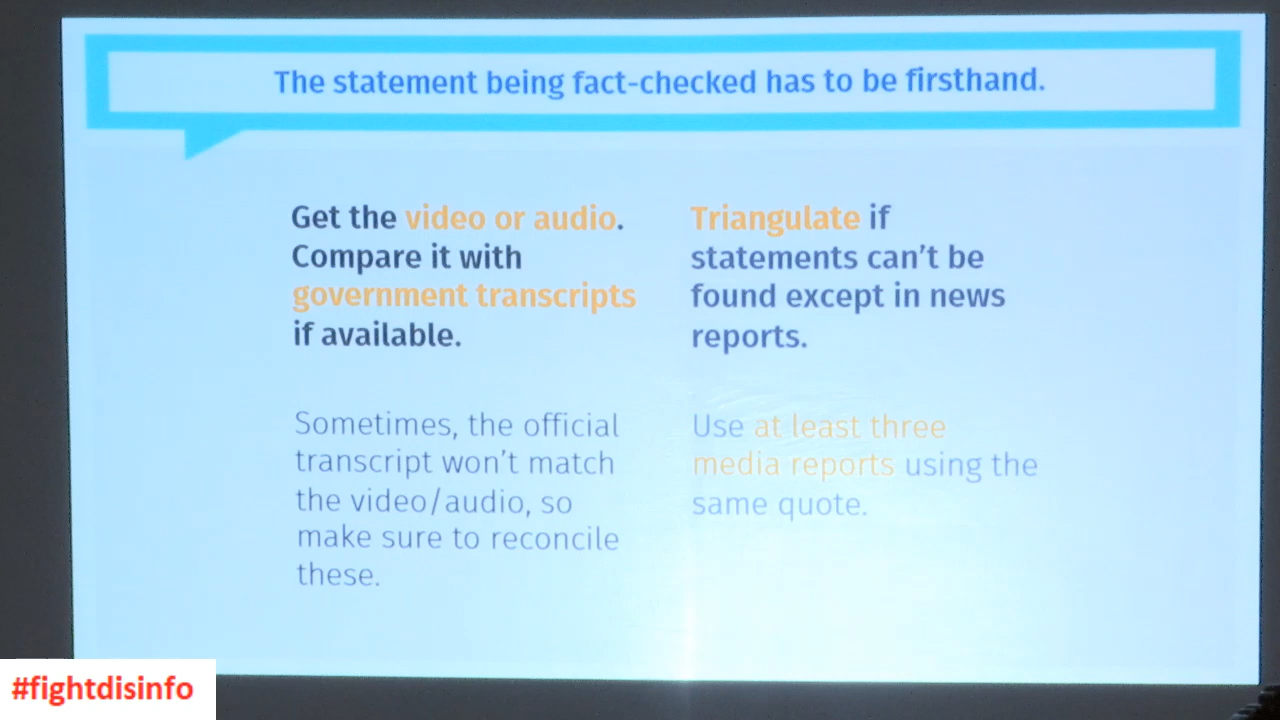 The statement being fact-checked has to be firsthand.
Get the video or audio.
Compare it with
government transcripts
if available.
Sometimes, the official
transcript won't match
the video/audio, so
make sure to reconcile
these.
Triangulate if
statements can't be
found except in news
reports.
Use at least three
media reports using the
same quote.
#fightdisinfo